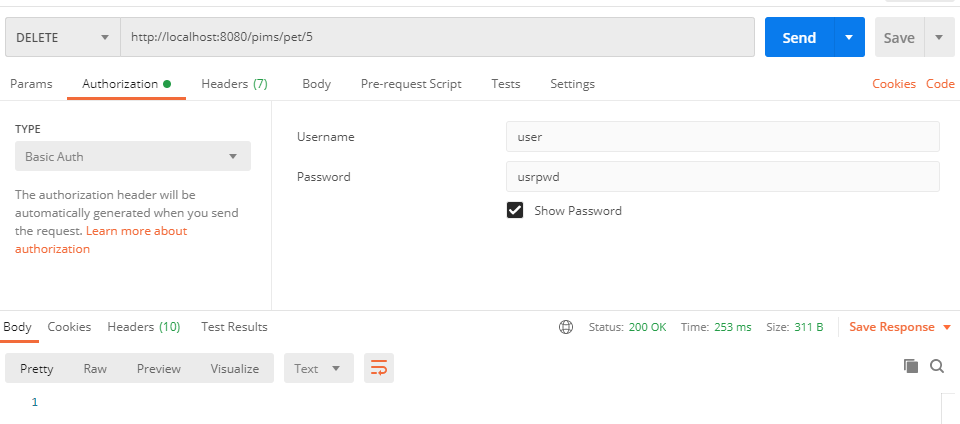 DELETE http://localhost:8080/pims/pet/5 Send Save
Params Authorization Headers (7) Body Pre-request Script Tests Settings Cookies Code
TYPE
Basic Auth
The authorization header will be
automatically generated when you send
the request. Learn more about
authorization
Username user
Password usrpwd
Show Password
Body Cookies Headers (10) Test Results Status: 200 OK Time: 253 ms Size: 311 B Save Response
Pretty Raw Preview Visualize Text
1